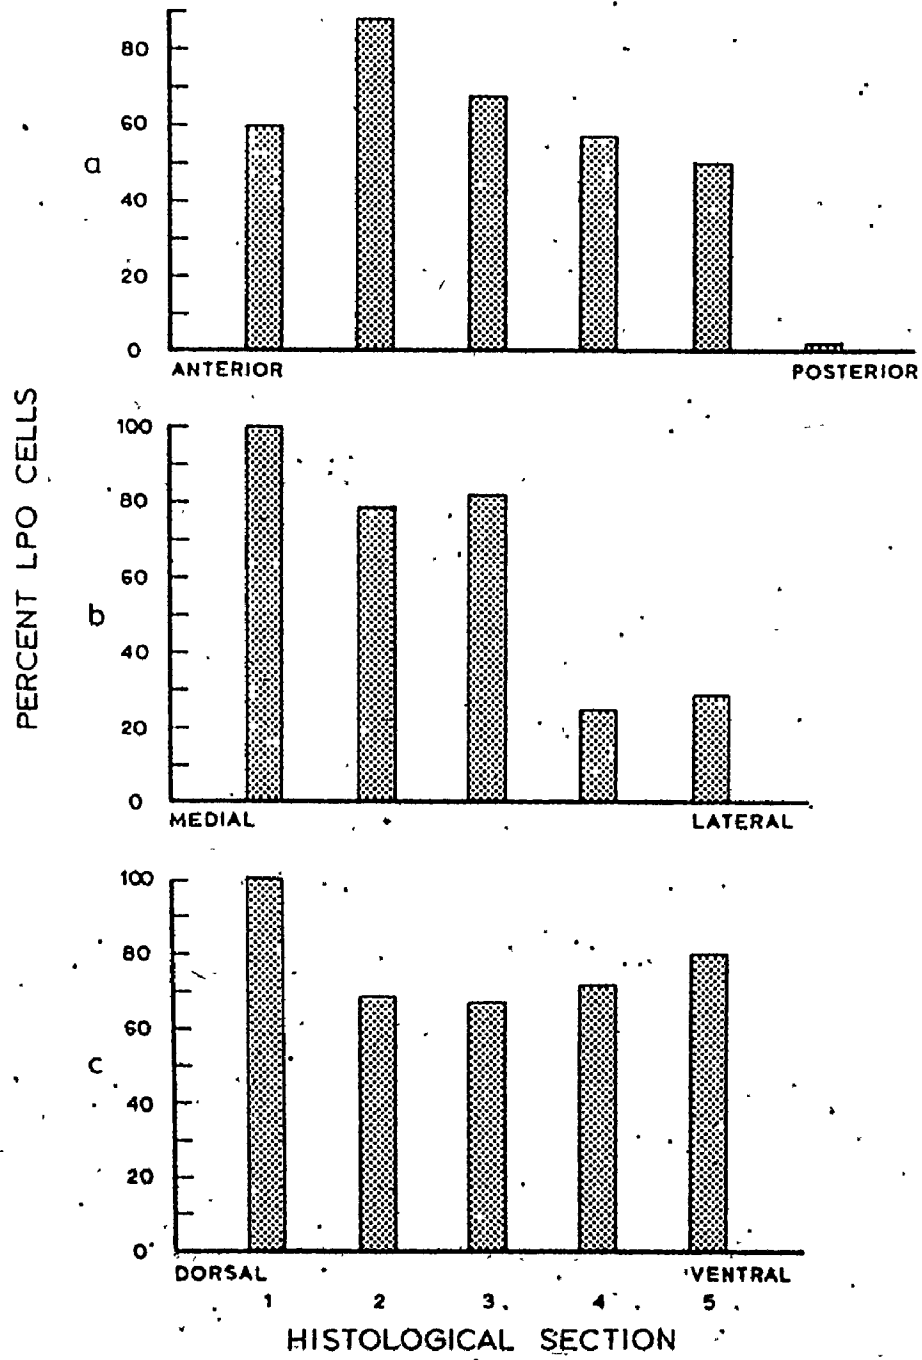 PERCENT LPO CELLS
a
80
60
40
20
0
ANTERIOR POSTERIOR
b
100
80
60
40
20
0
MEDIAL LATERAL
c
100
80
60
40
20
0
DORSAL VENTRAL
1 2 3 4 5
HISTOLOGICAL SECTION